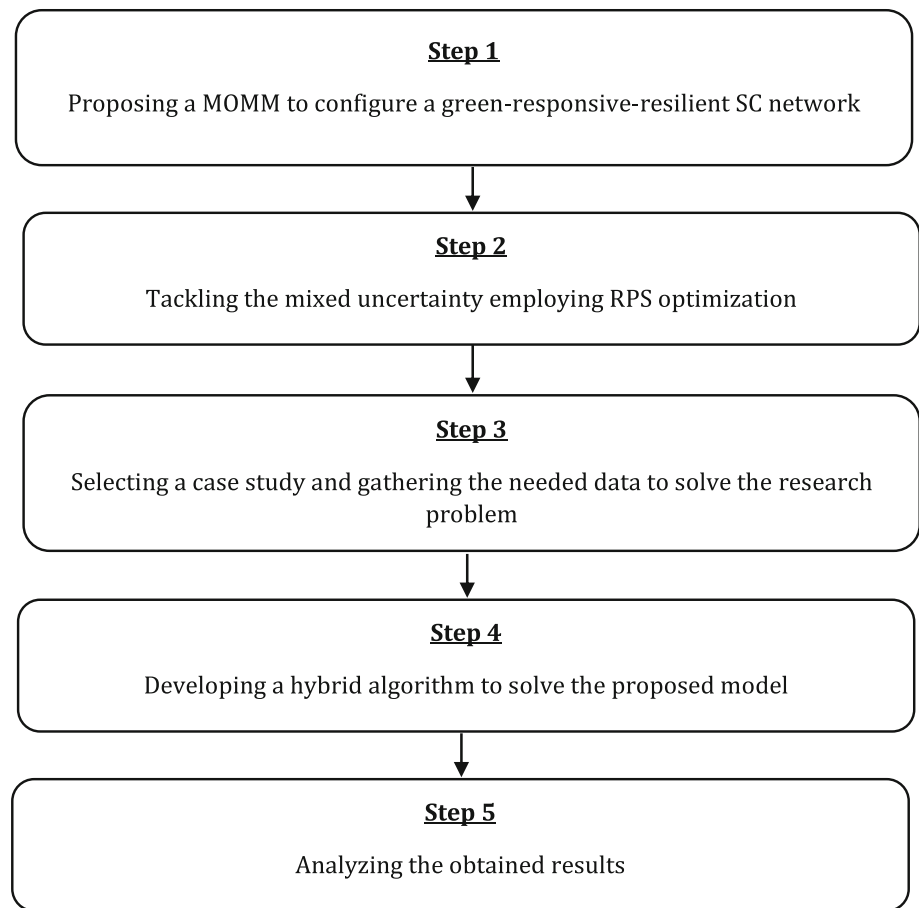 Step 1
Proposing a MOMM to configure a green-responsive-resilient SC network
Step 2
Tackling the mixed uncertainty employing RPS optimization
Step 3
Selecting a case study and gathering the needed data to solve the research
problem
Step 4
Developing a hybrid algorithm to solve the proposed model
Step 5
Analyzing the obtained results